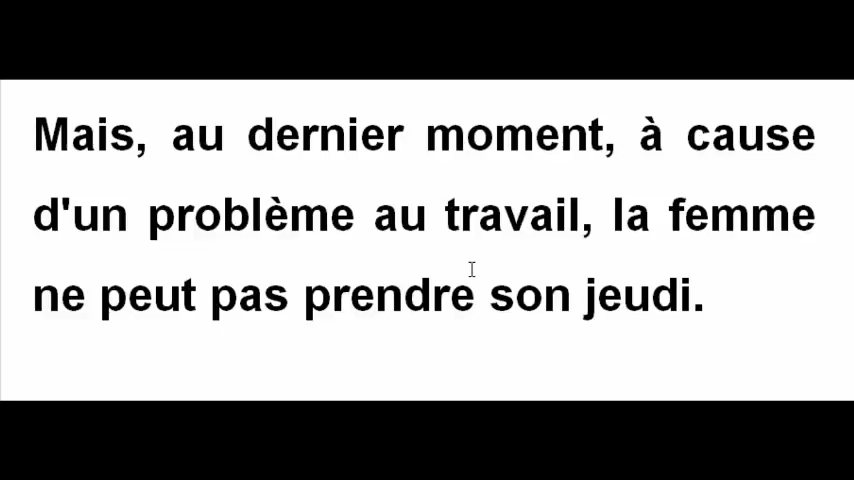 Mais, au dernier moment, à cause
d'un problème au travail, la femme
ne peut pas prendre son jeudi.